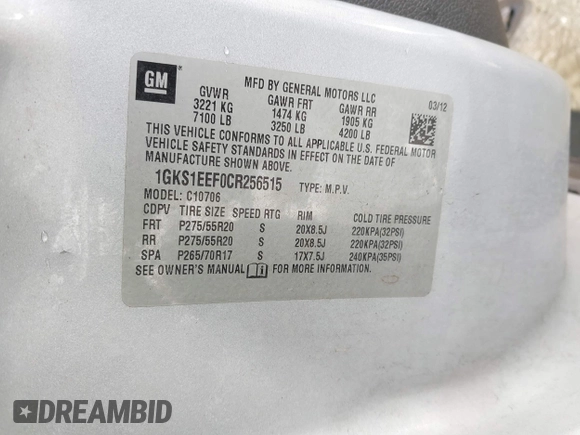 GM
MFD BY GENERAL MOTORS LLC
GVWR GAWR FRT GAWR RR 03/12
3221 KG 1474 KG 1905 KG
7100 LB 3250 LB 4200 LB
THIS VEHICLE CONFORMS TO ALL APPLICABLE U.S. FEDERAL MOTOR
VEHICLE SAFETY STANDARDS IN EFFECT ON THE DATE OF
MANUFACTURE SHOWN ABOVE.
1GKS1EEF0CR256515 TYPE: M.P.V.
MODEL: C10706
CDPV TIRE SIZE SPEED RTG RIM COLD TIRE PRESSURE
FRT P275/55R20 S 20X8.5J 220KPA(32PSI)
RR P275/55R20 S 20X8.5J 220KPA(32PSI)
SPA P265/70R17 S 17X7.5J 240KPA(35PSI)
SEE OWNER'S MANUAL FOR MORE INFORMATION.
DREAMBID